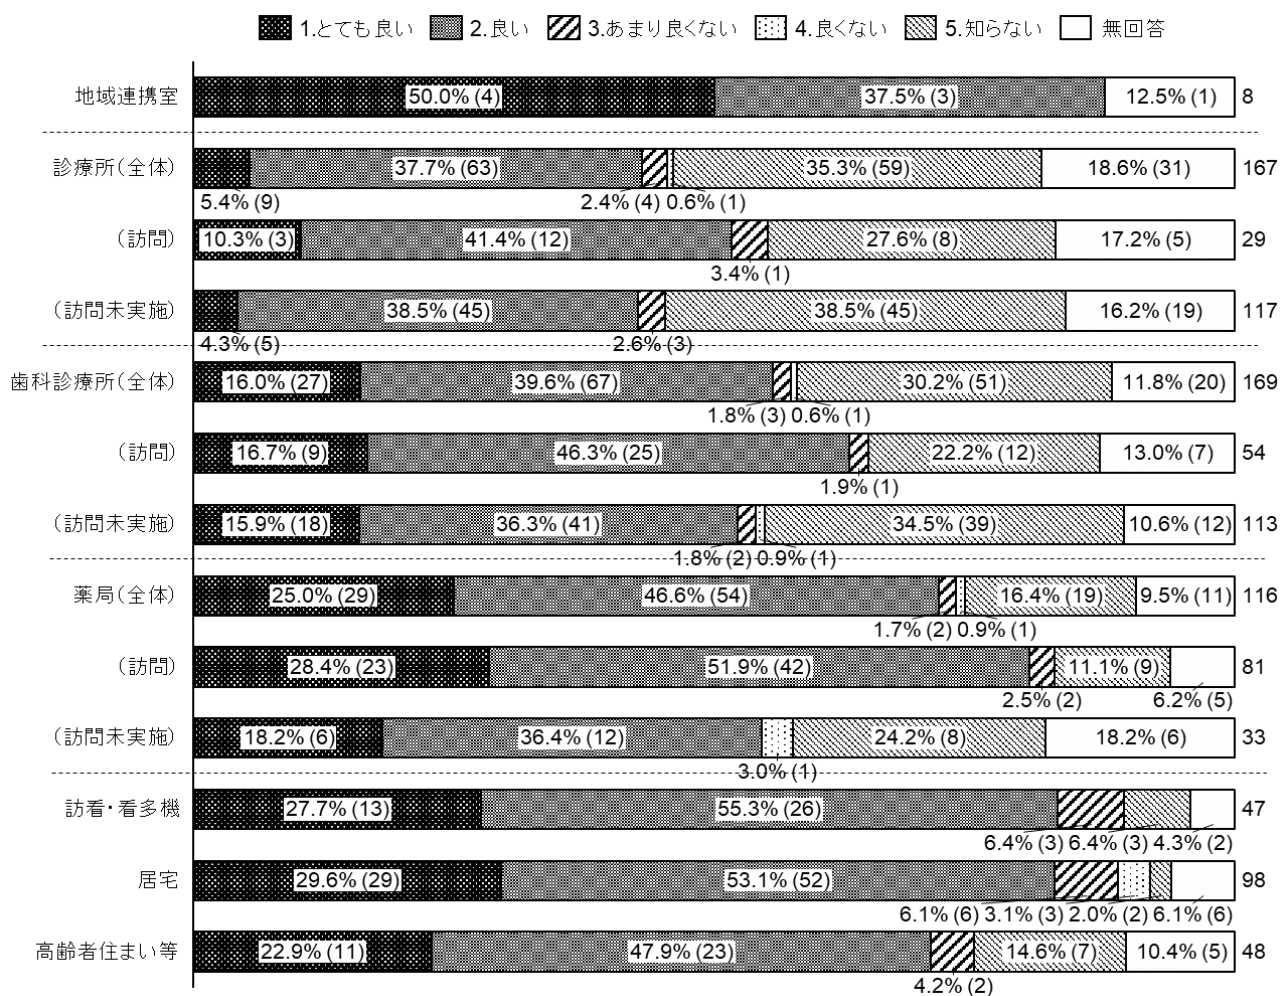 1.とても良い 2.良い 3.あまり良くない 4.良くない 5.知らない 無回答
地域連携室 50.0% (4) 37.5% (3) 12.5% (1) 8
診療所(全体) 37.7% (63) 35.3% (59) 18.6% (31) 167
5.4% (9) 2.4% (4) 0.6% (1)
(訪問) 10.3% (3) 41.4% (12) 27.6% (8) 17.2% (5) 29
3.4% (1)
(訪問未実施) 38.5% (45) 38.5% (45) 16.2% (19) 117
4.3% (5) 2.6% (3)
歯科診療所(全体) 16.0% (27) 39.6% (67) 30.2% (51) 11.8% (20) 169
1.8% (3) 0.6% (1)
(訪問) 16.7% (9) 46.3% (25) 22.2% (12) 13.0% (7) 54
1.9% (1)
(訪問未実施) 15.9% (18) 36.3% (41) 34.5% (39) 10.6% (12) 113
1.8% (2) 0.9% (1)
薬局(全体) 25.0% (29) 46.6% (54) 16.4% (19) 9.5% (11) 116
1.7% (2) 0.9% (1)
(訪問) 28.4% (23) 51.9% (42) 11.1% (9) 81
2.5% (2) 6.2% (5)
(訪問未実施) 18.2% (6) 36.4% (12) 24.2% (8) 18.2% (6) 33
3.0% (1)
訪看・看多機 27.7% (13) 55.3% (26) 47
6.4% (3) 6.4% (3) 4.3% (2)
居宅 29.6% (29) 53.1% (52) 98
6.1% (6) 3.1% (3) 2.0% (2) 6.1% (6)
高齢者住まい等 22.9% (11) 47.9% (23) 14.6% (7) 10.4% (5) 48
4.2% (2)